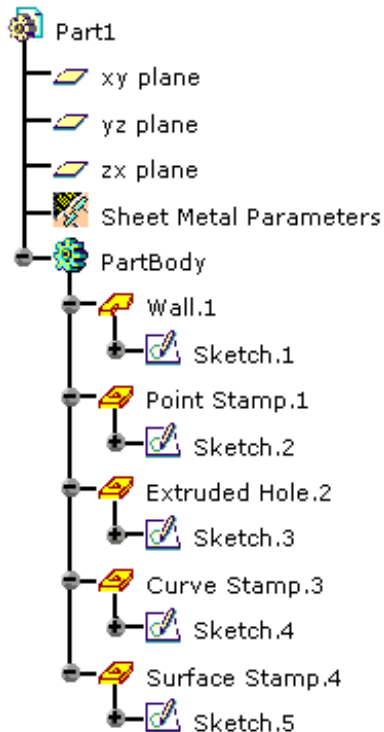 Part1
xy plane
yz plane
zx plane
Sheet Metal Parameters
PartBody
Wall.1
Sketch.1
Point Stamp.1
Sketch.2
Extruded Hole.2
Sketch.3
Curve Stamp.3
Sketch.4
Surface Stamp.4
Sketch.5